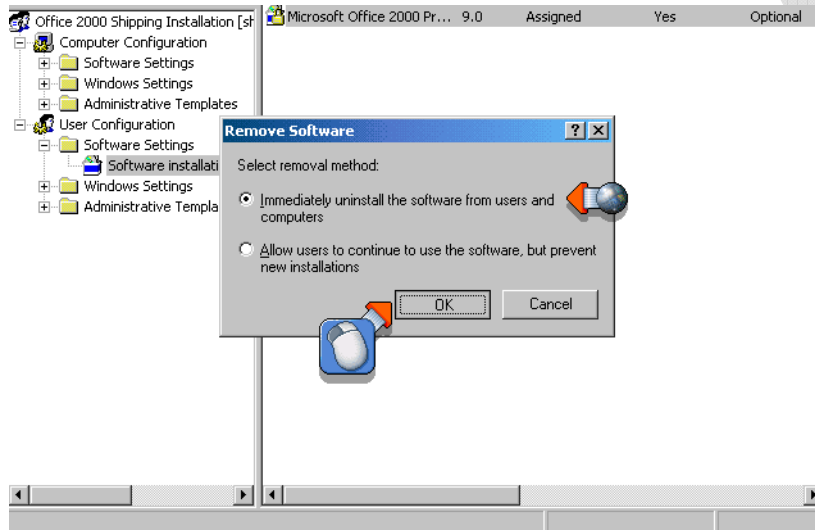 Office 2000 Shipping Installation [sh
Computer Configuration
Software Settings
Windows Settings
Administrative Templates
User Configuration
Software Settings
Software installati
Windows Settings
Administrative Templa
Microsoft Office 2000 Pr... 9.0 Assigned Yes Optional
Remove Software
Select removal method:
Immediately uninstall the software from users and
computers
Allow users to continue to use the software, but prevent
new installations
OK Cancel